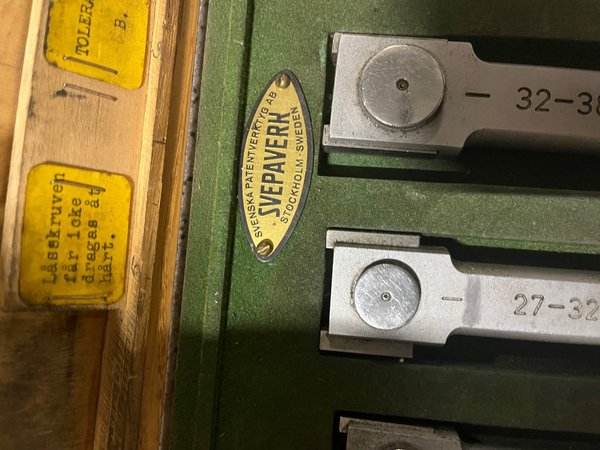 TOLERA
B.
Låsskruven
får icke
dragas åt
hårt.
SVENSKA PATENTVERKTYG AB
SVEPAVERK
STOCKHOLM · SWEDEN
— 32-38
— 27-32